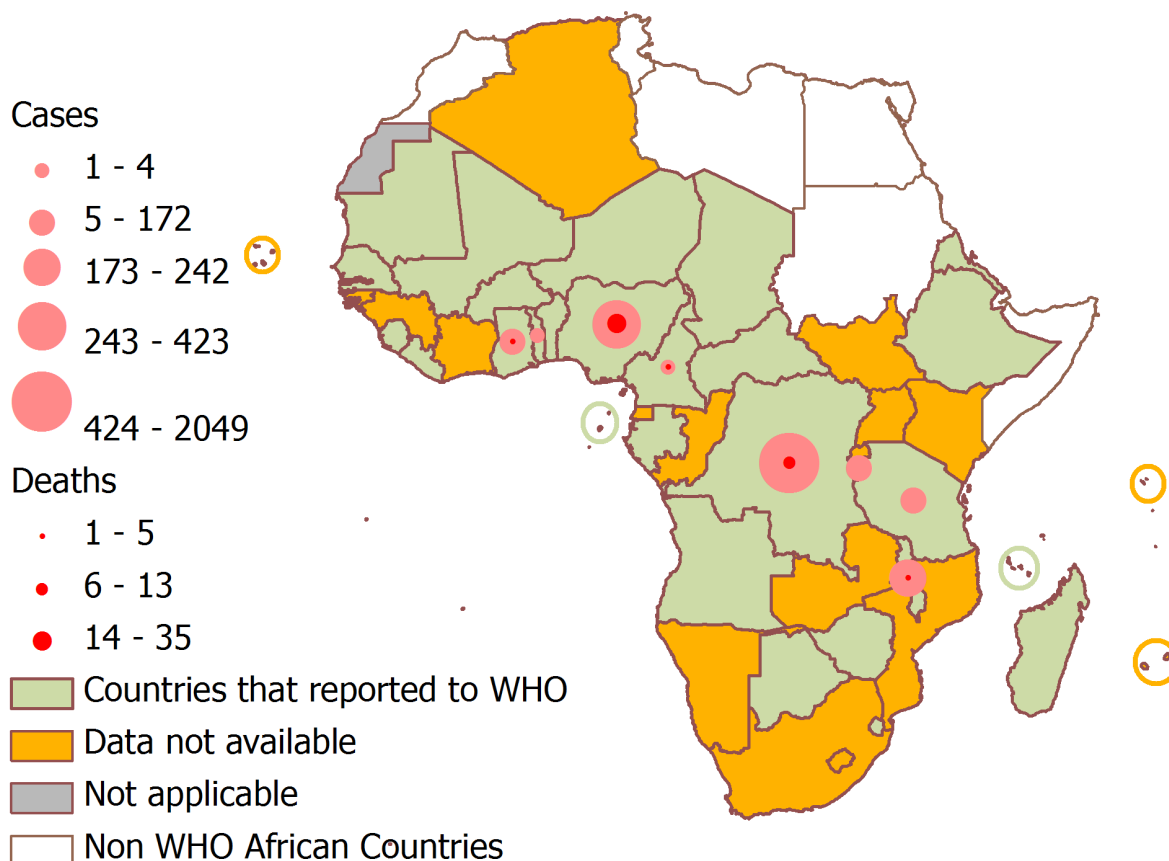 Cases
1 - 4
5 - 172
173 - 242
243 - 423
424 - 2049
Deaths
1 - 5
6 - 13
14 - 35
Countries that reported to WHO
Data not available
Not applicable
Non WHO African Countries